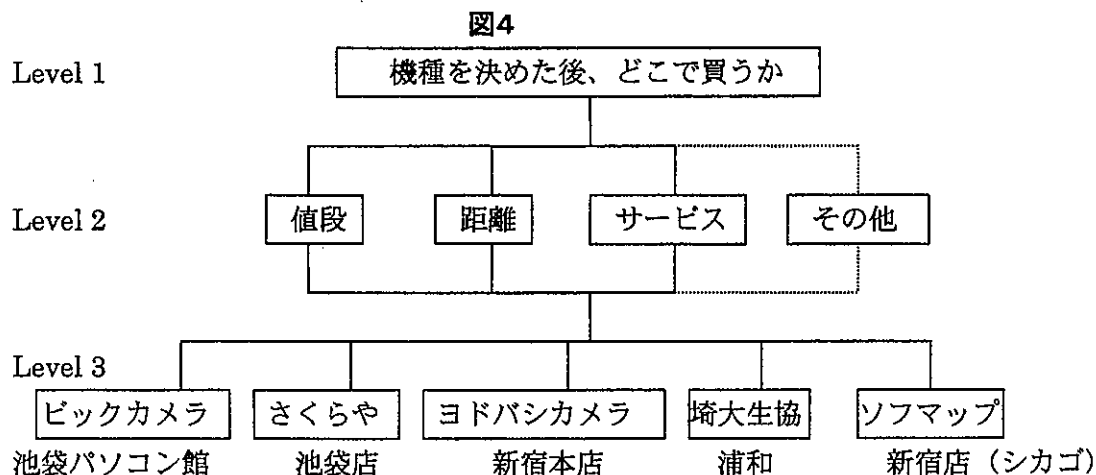 図4
Level 1
機種を決めた後、どこで買うか
Level 2
値段 距離 サービス その他
Level 3
ビックカメラ さくらや ヨドバシカメラ 埼大生協 ソフマップ
池袋パソコン館 池袋店 新宿本店 浦和 新宿店（シカゴ）